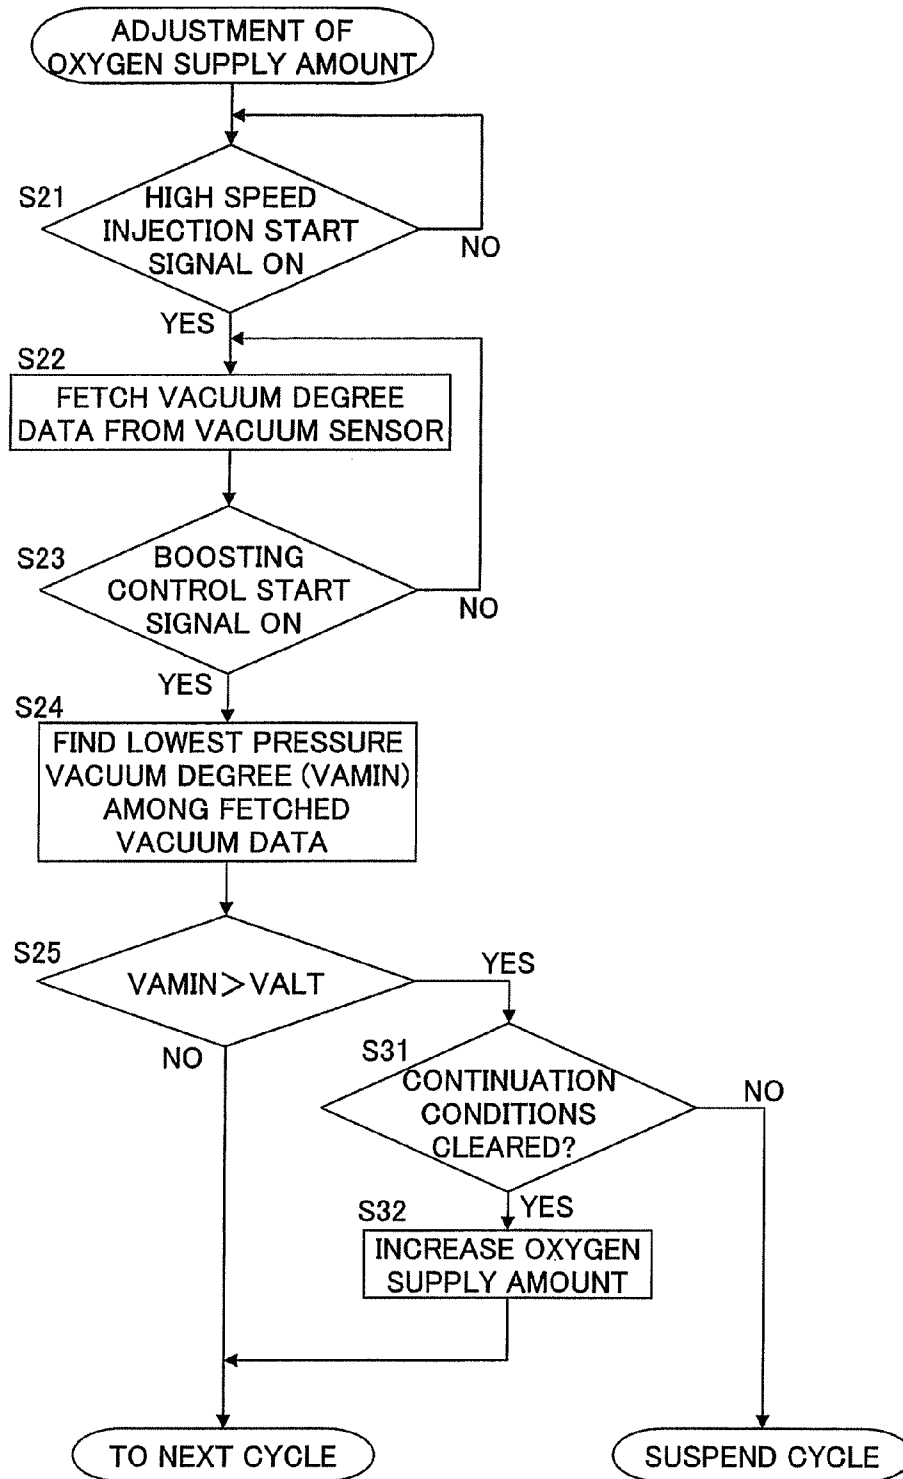 ADJUSTMENT OF
OXYGEN SUPPLY AMOUNT
S21
HIGH SPEED
INJECTION START
SIGNAL ON
NO
YES
S22
FETCH VACUUM DEGREE
DATA FROM VACUUM SENSOR
S23
BOOSTING
CONTROL START
SIGNAL ON
NO
YES
S24
FIND LOWEST PRESSURE
VACUUM DEGREE (VAMIN)
AMONG FETCHED
VACUUM DATA
S25
VAMIN>VALT
YES
NO
S31
CONTINUATION
CONDITIONS
CLEARED?
NO
YES
S32
INCREASE OXYGEN
SUPPLY AMOUNT
TO NEXT CYCLE
SUSPEND CYCLE